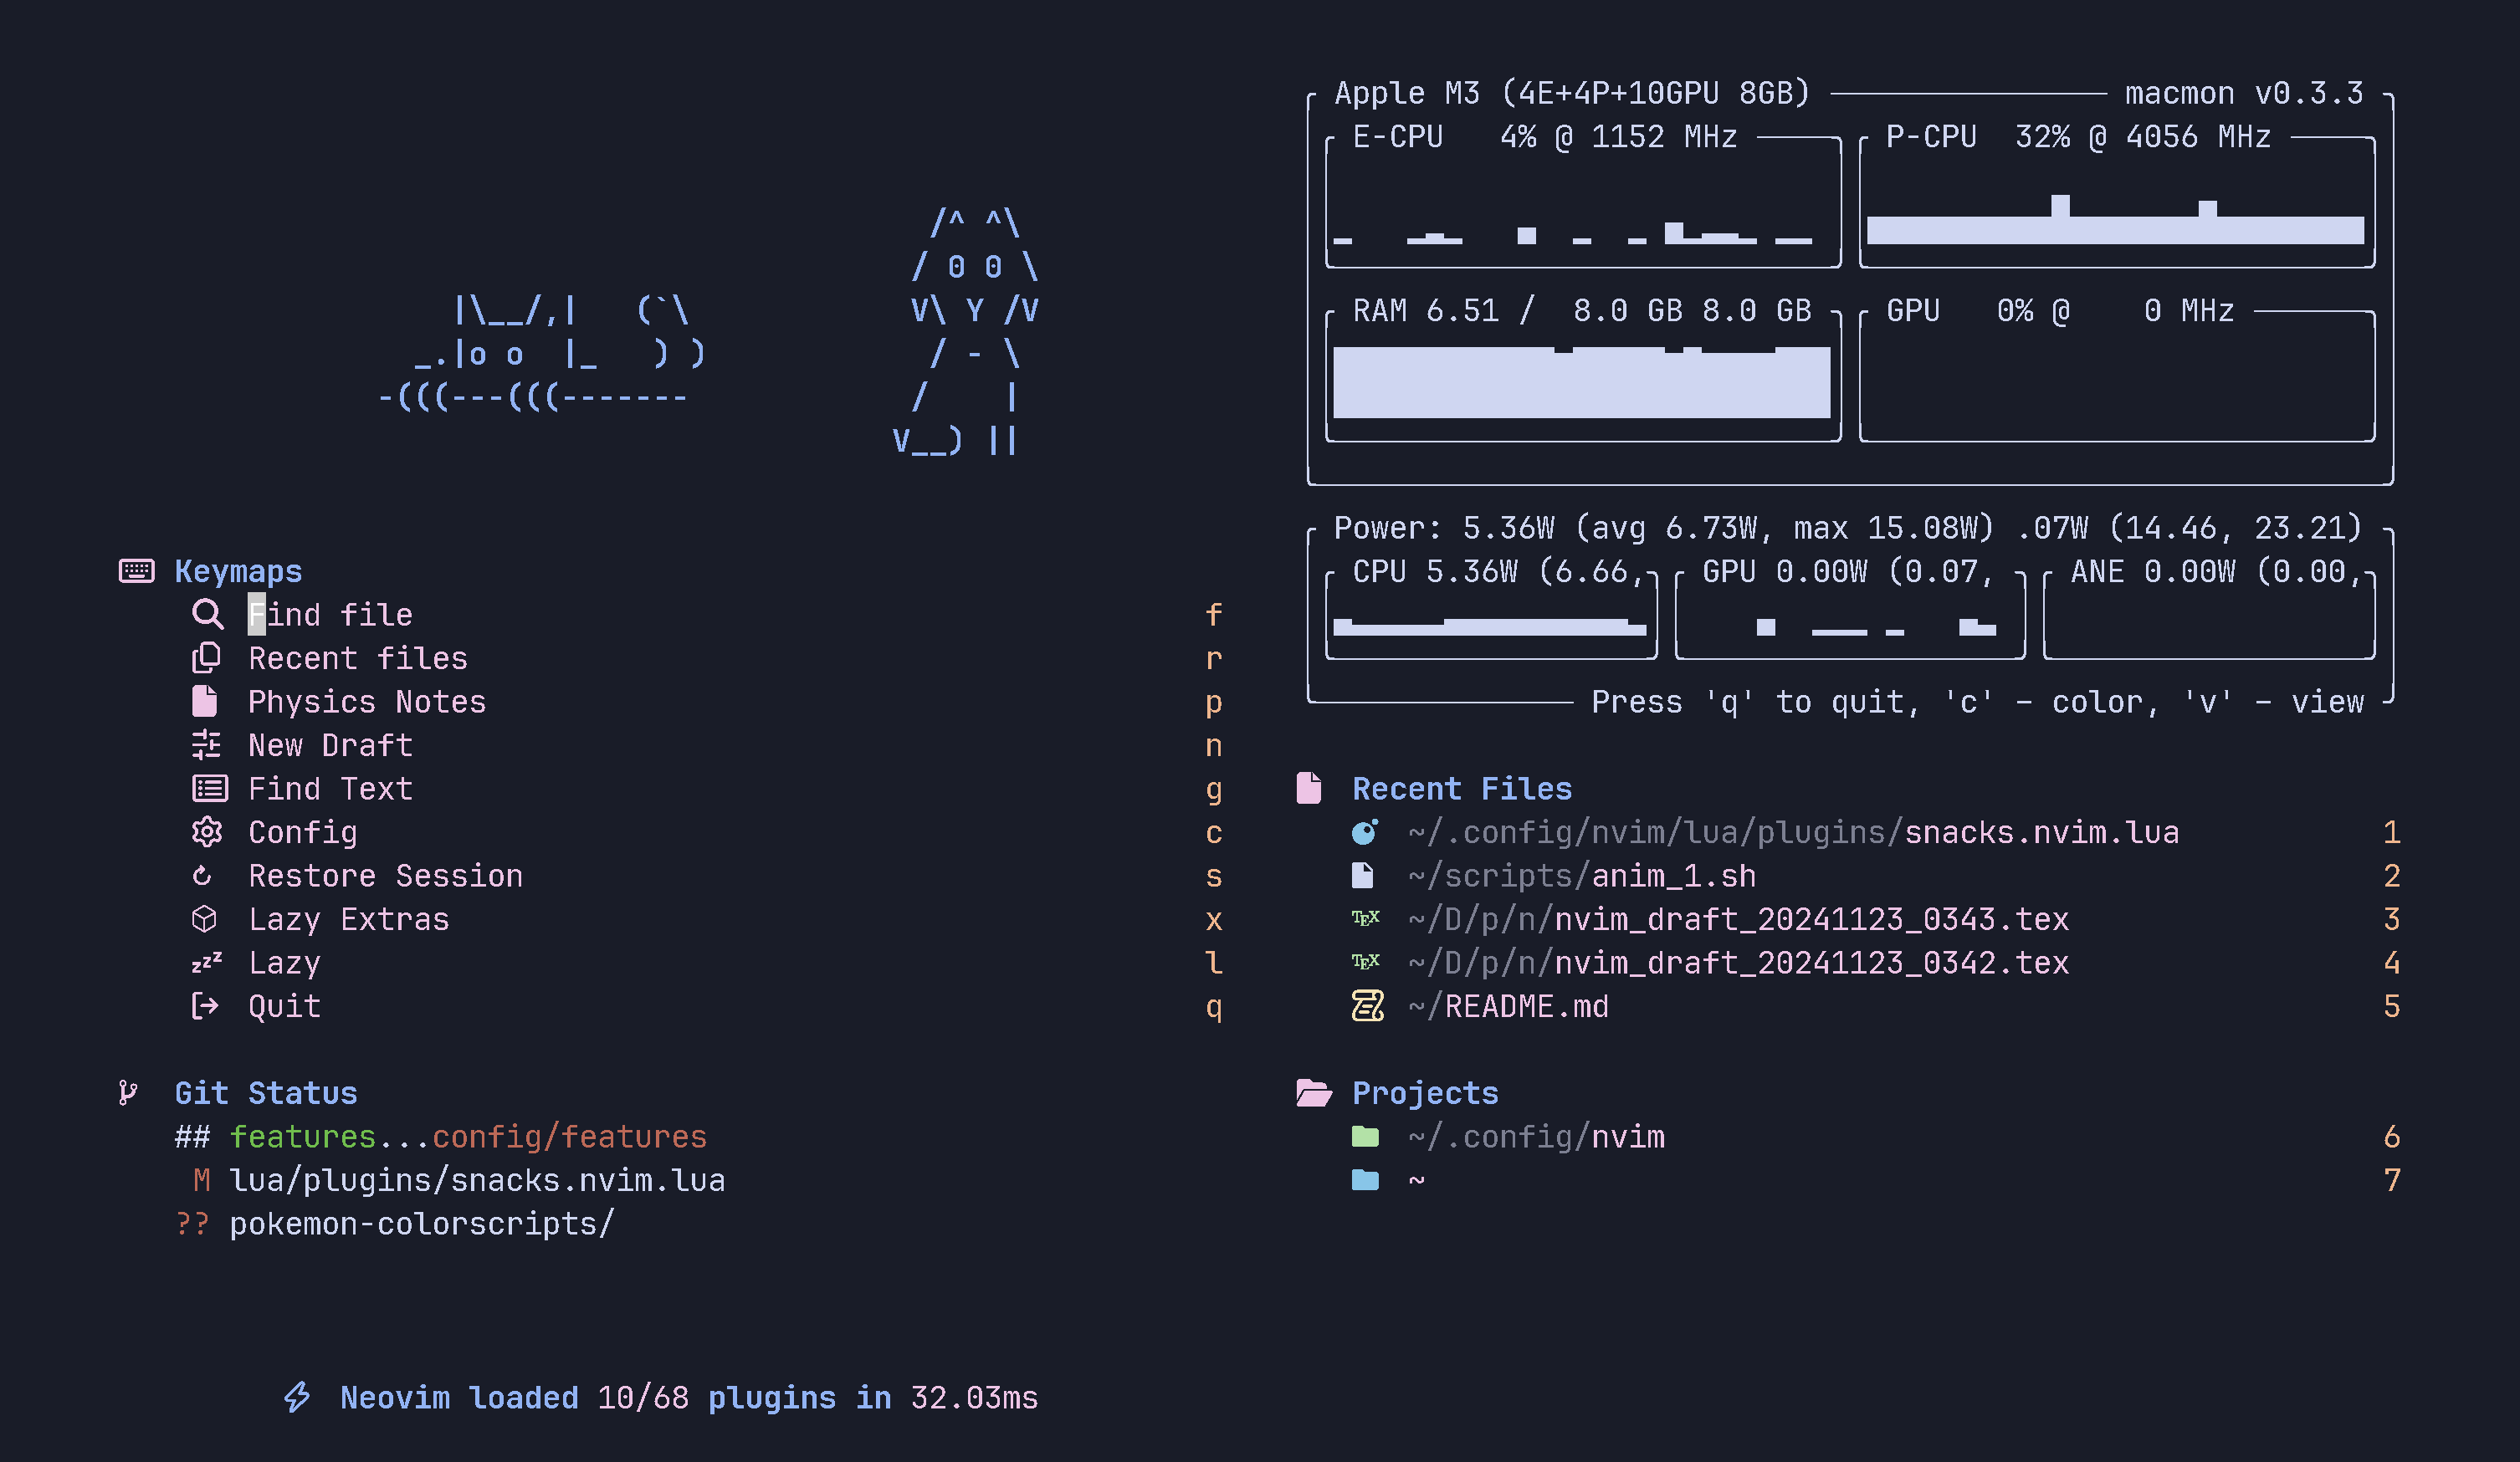 /^ ^\
/ 0 0 \
|\__/,|   (`\   V\ Y /V
_.|o o  |_   ) )   / - \
-(((---(((-------   /    |
V__) ||
Keymaps
Find file f
Recent files r
Physics Notes p
New Draft n
Find Text g
Config c
Restore Session s
Lazy Extras x
zzz Lazy l
Quit q
Git Status
## features...config/features
M lua/plugins/snacks.nvim.lua
?? pokemon-colorscripts/
Neovim loaded 10/68 plugins in 32.03ms
Apple M3 (4E+4P+10GPU 8GB) macmon v0.3.3
E-CPU 4% @ 1152 MHz P-CPU 32% @ 4056 MHz
RAM 6.51 / 8.0 GB 8.0 GB GPU 0% @ 0 MHz
Power: 5.36W (avg 6.73W, max 15.08W) .07W (14.46, 23.21)
CPU 5.36W (6.66, GPU 0.00W (0.07, ANE 0.00W (0.00,
Press 'q' to quit, 'c' - color, 'v' - view
Recent Files
~/.config/nvim/lua/plugins/snacks.nvim.lua 1
~/scripts/anim_1.sh 2
TEX ~/D/p/n/nvim_draft_20241123_0343.tex 3
TEX ~/D/p/n/nvim_draft_20241123_0342.tex 4
~/README.md 5
Projects
~/.config/nvim 6
~ 7